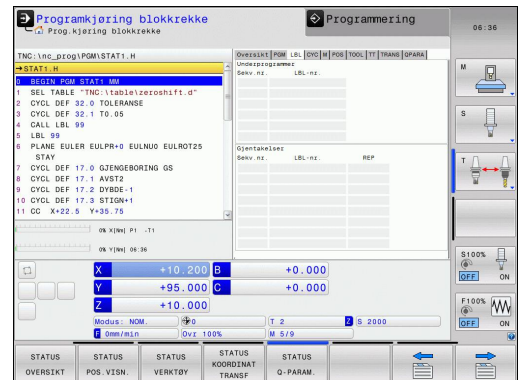 Programkjøring blokkrekke
Prog.kjøring blokkrekke
Programmering
06:36
TNC:\nc_prog\PGM\STAT1.H
→STAT1.H
0 BEGIN PGM STAT1 MM
1 SEL TABLE "TNC:\table\zeroshift.d"
2 CYCL DEF 32.0 TOLERANSE
3 CYCL DEF 32.1 T0.05
4 CALL LBL 99
5 LBL 99
6 PLANE EULER EULPR+0 EULNU0 EULROT25
STAY
7 CYCL DEF 17.0 GJENGEBORING GS
8 CYCL DEF 17.1 AVST2
9 CYCL DEF 17.2 DYBDE-1
10 CYCL DEF 17.3 STIGN+1
11 CC X+22.5 Y+35.75
Oversikt PGM LBL CYC M POS TOOL TT TRANS QPARA
Underprogrammer
Sekv.nr. LBL-nr.
Gjentakelser
Sekv.nr. LBL-nr. REP
0% X[Nm] P1 -T1
0% Y[Nm] 06:36
X +10.200 B +0.000
Y +95.000 C +0.000
Z +10.000
Modus: NOM. 0 T 2 Z S 2000
F 0mm/min Ovr 100% M 5/9
M
S
T
S100%
OFF ON
F100%
OFF ON
STATUS OVERSIKT
STATUS POS.VISN.
STATUS VERKTØY
STATUS KOORDINAT TRANSF
STATUS Q-PARAM.